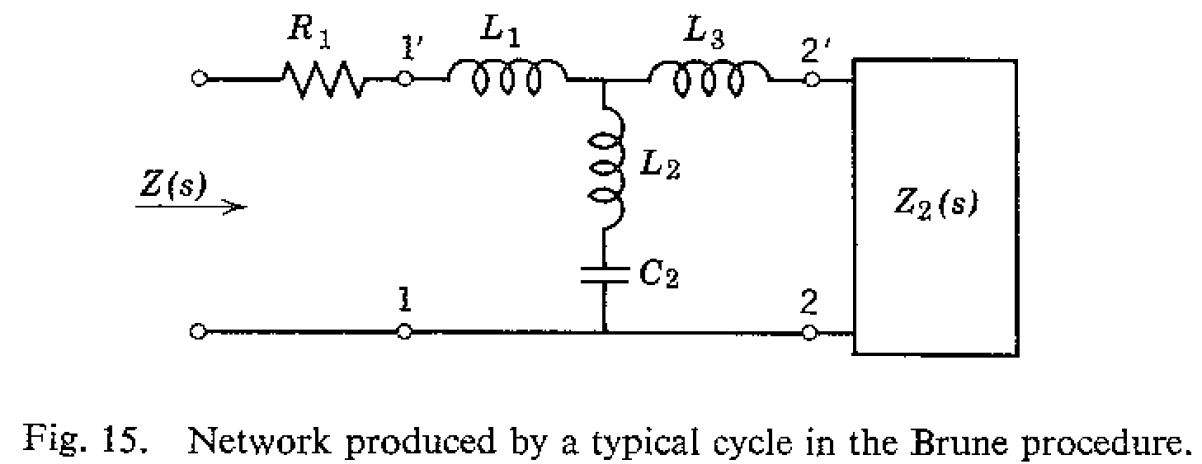 R₁
1′
L₁
L₃
2′
L₂
Z(s)
Z₂(s)
C₂
1
2
Fig. 15. Network produced by a typical cycle in the Brune procedure.